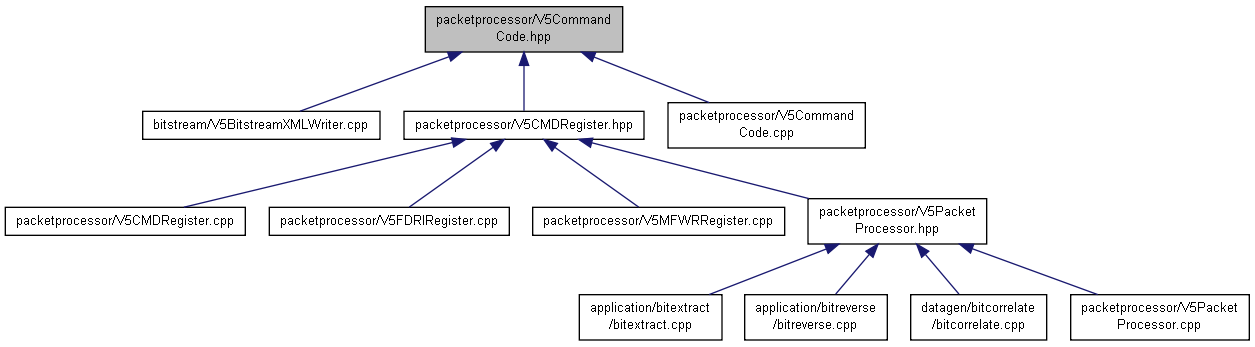 packetprocessor/V5Command
Code.hpp
bitstream/V5BitstreamXMLWriter.cpp
packetprocessor/V5CMDRegister.hpp
packetprocessor/V5Command
Code.cpp
packetprocessor/V5CMDRegister.cpp
packetprocessor/V5FDRIRegister.cpp
packetprocessor/V5MFWRRegister.cpp
packetprocessor/V5Packet
Processor.hpp
application/bitextract
/bitextract.cpp
application/bitreverse
/bitreverse.cpp
datagen/bitcorrelate
/bitcorrelate.cpp
packetprocessor/V5Packet
Processor.cpp